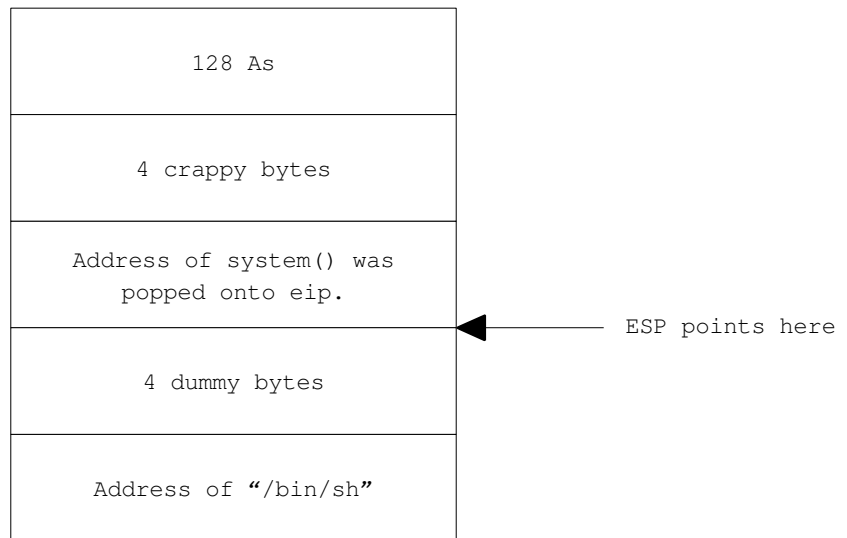 128 As
4 crappy bytes
Address of system() was
popped onto eip.
ESP points here
4 dummy bytes
Address of “/bin/sh”